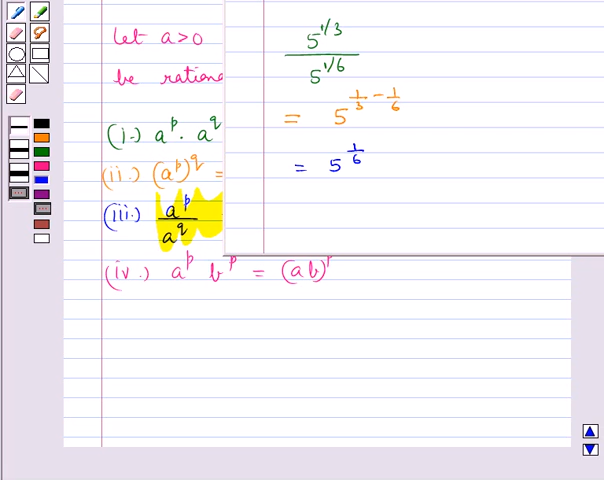 let a>0
be rationa
(i.) a^p . a^q
(ii.) (a^p)^q =
(iii.) a^p / a^q
(iv.) a^p b^p = (ab)^p
5^{1/3} / 5^{1/6}
= 5^{1/3 - 1/6}
= 5^{1/6}